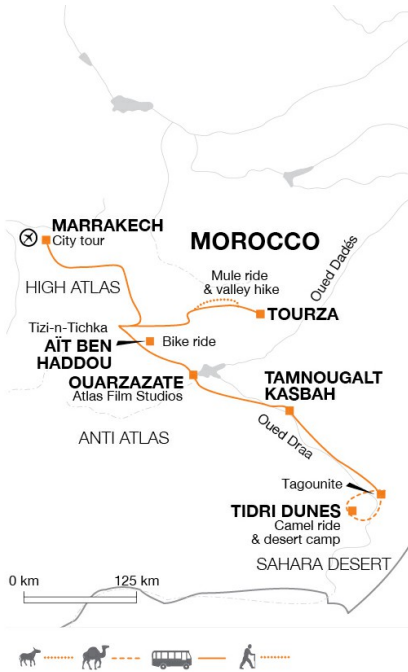 MARRAKECH
City tour
MOROCCO
HIGH ATLAS
Mule ride
& valley hike
Oued Dadés
TOURZA
Tizi-n-Tichka
AÏT BEN
HADDOU
Bike ride
OUARZAZATE
Atlas Film Studios
TAMNOUGALT
KASBAH
ANTI ATLAS
Oued Draa
Tagounite
TIDRI DUNES
Camel ride
& desert camp
SAHARA DESERT
0 km
125 km